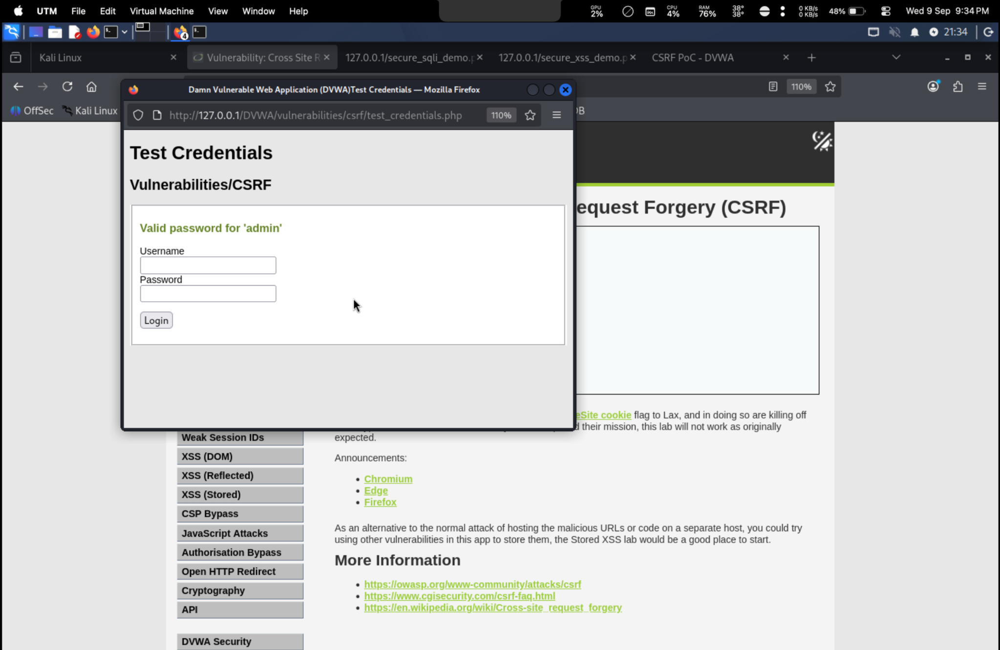 UTM File Edit Virtual Machine View Window Help GPU 2% CPU 4% RAM 76% 38° 38° 0 KB/s 0 KB/s 48% Wed 9 Sep 9:34 PM
4 21:34
Kali Linux Vulnerability: Cross Site R 127.0.0.1/secure_sqli_demo.p 127.0.0.1/secure_xss_demo.p CSRF PoC - DVWA
110%
OffSec Kali Linux DB
Damn Vulnerable Web Application (DVWA)Test Credentials — Mozilla Firefox
http://127.0.0.1/DVWA/vulnerabilities/csrf/test_credentials.php 110%
Test Credentials
Vulnerabilities/CSRF
Valid password for 'admin'
Username
Password
Login
equest Forgery (CSRF)
eSite cookie flag to Lax, and in doing so are killing off
d their mission, this lab will not work as originally
expected.
Announcements:
• Chromium
• Edge
• Firefox
As an alternative to the normal attack of hosting the malicious URLs or code on a separate host, you could try
using other vulnerabilities in this app to store them, the Stored XSS lab would be a good place to start.
More Information
• https://owasp.org/www-community/attacks/csrf
• https://www.cgisecurity.com/csrf-faq.html
• https://en.wikipedia.org/wiki/Cross-site_request_forgery
Weak Session IDs
XSS (DOM)
XSS (Reflected)
XSS (Stored)
CSP Bypass
JavaScript Attacks
Authorisation Bypass
Open HTTP Redirect
Cryptography
API
DVWA Security